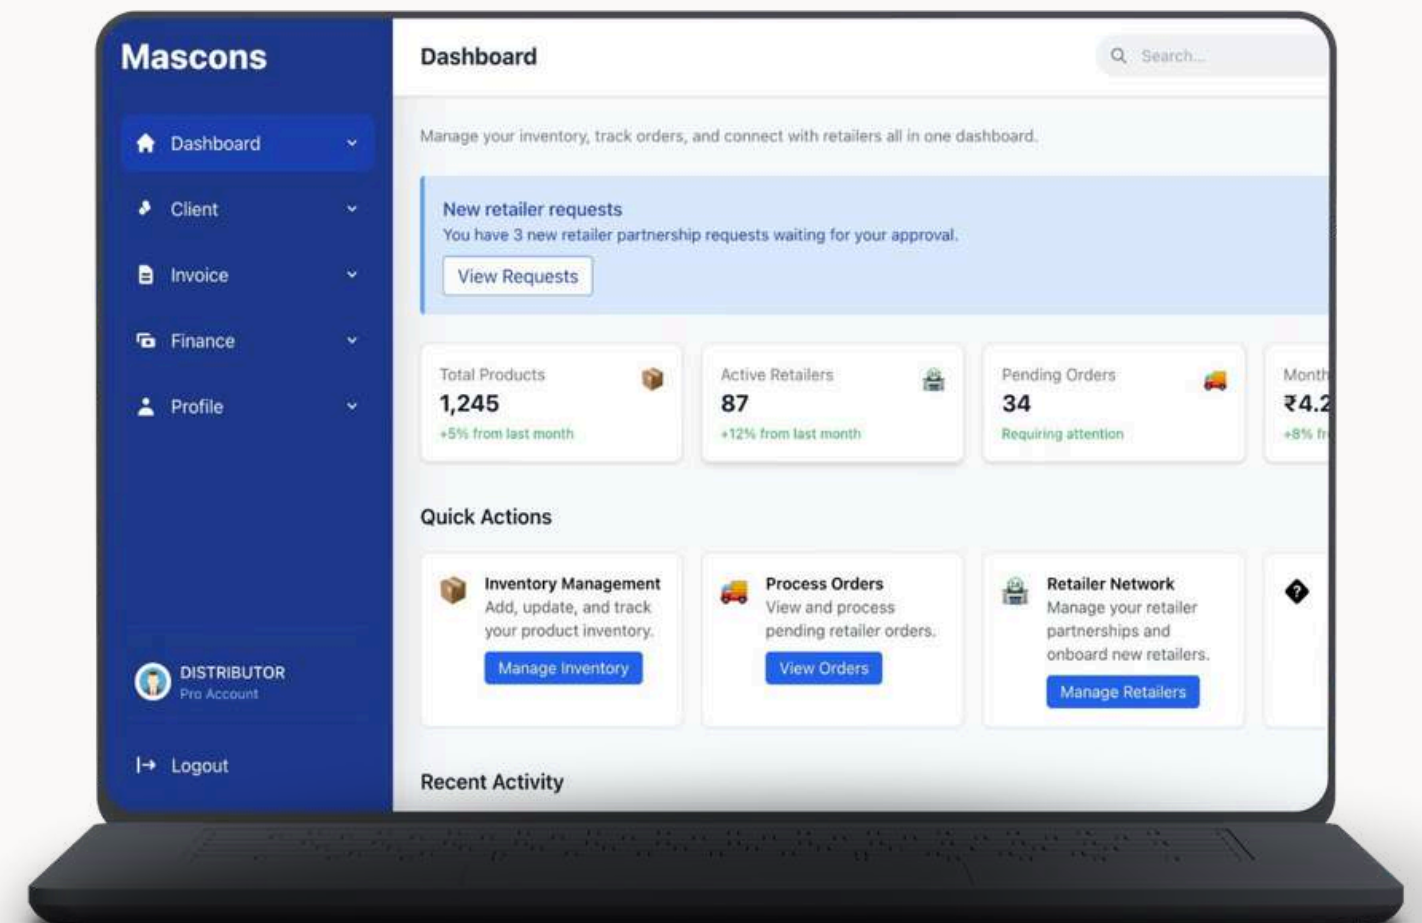 Mascons
Dashboard
Search...
Dashboard
Client
Invoice
Finance
Profile
DISTRIBUTOR
Pro Account
Logout
Manage your inventory, track orders, and connect with retailers all in one dashboard.
New retailer requests
You have 3 new retailer partnership requests waiting for your approval.
View Requests
Total Products
1,245
+5% from last month
Active Retailers
87
+12% from last month
Pending Orders
34
Requiring attention
Month
₹4.2
+8% fr
Quick Actions
Inventory Management
Add, update, and track
your product inventory.
Manage Inventory
Process Orders
View and process
pending retailer orders.
View Orders
Retailer Network
Manage your retailer
partnerships and
onboard new retailers.
Manage Retailers
?
Recent Activity